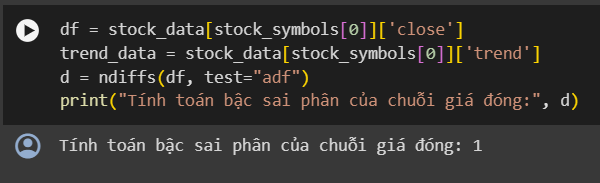 df = stock_data[stock_symbols[0]]['close']
trend_data = stock_data[stock_symbols[0]]['trend']
d = ndiffs(df, test="adf")
print("Tính toán bậc sai phân của chuỗi giá đóng:", d)
Tính toán bậc sai phân của chuỗi giá đóng: 1